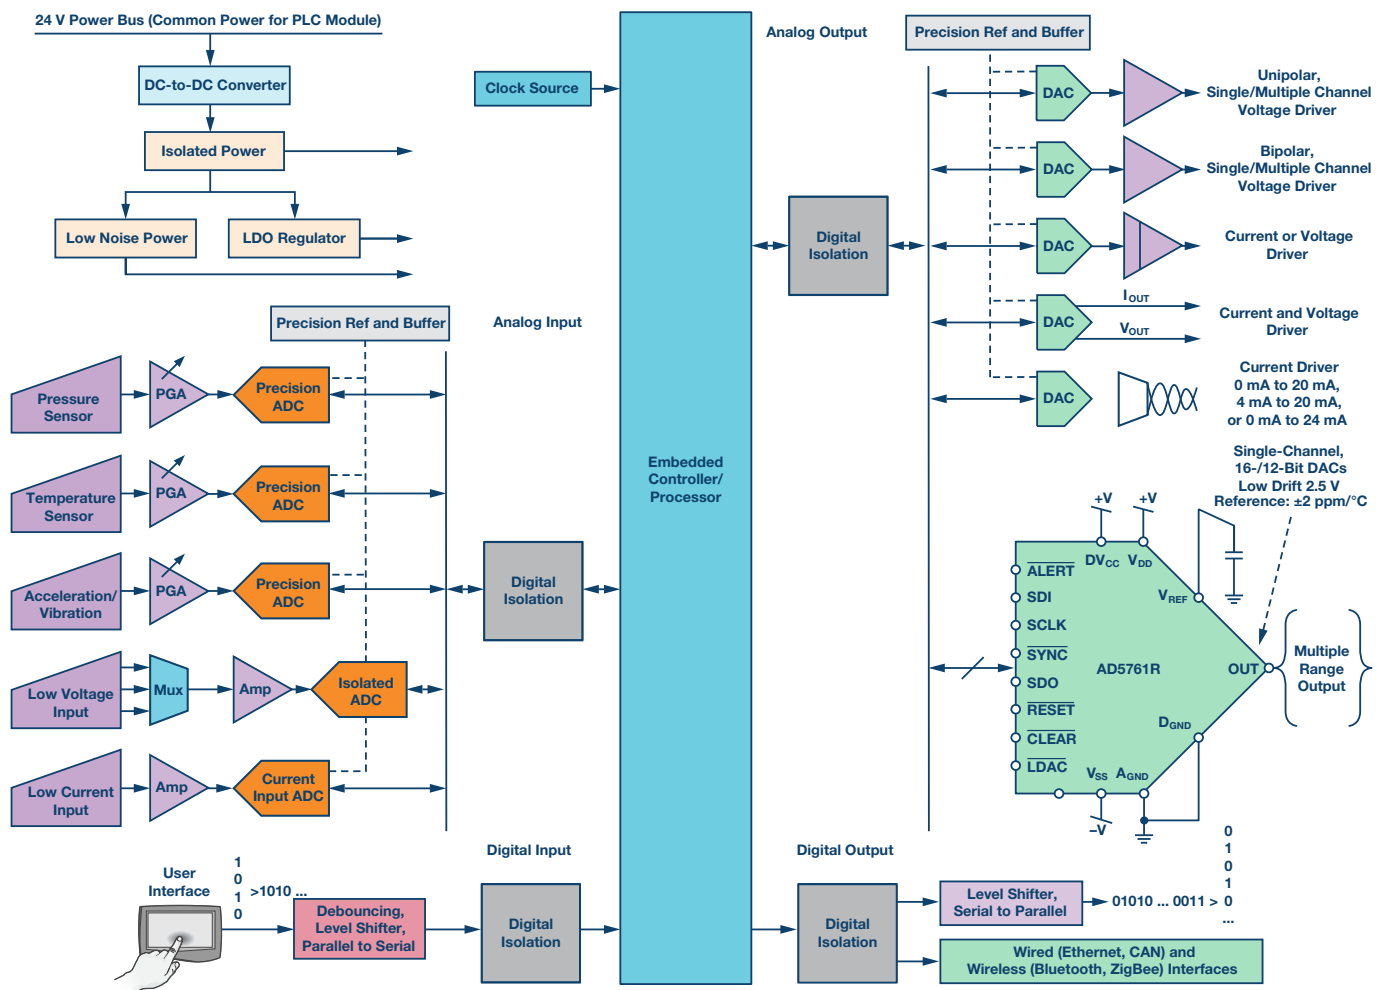 24 V Power Bus (Common Power for PLC Module)
DC-to-DC Converter
Isolated Power
Low Noise Power
LDO Regulator
Clock Source
Analog Output
Precision Ref and Buffer
DAC
Unipolar,
Single/Multiple Channel
Voltage Driver
DAC
Bipolar,
Single/Multiple Channel
Voltage Driver
Digital
Isolation
DAC
Current or Voltage
Driver
DAC
IOUT
VOUT
Current and Voltage
Driver
DAC
Current Driver
0 mA to 20 mA,
4 mA to 20 mA,
or 0 mA to 24 mA
Precision Ref and Buffer
Analog Input
Pressure
Sensor
PGA
Precision
ADC
Temperature
Sensor
PGA
Precision
ADC
Acceleration/
Vibration
PGA
Precision
ADC
Low Voltage
Input
Mux
Amp
Isolated
ADC
Low Current
Input
Amp
Current
Input ADC
Digital
Isolation
Embedded
Controller/
Processor
Single-Channel,
16-/12-Bit DACs
Low Drift 2.5 V
Reference: ±2 ppm/°C
+V
+V
DVCC
VDD
VREF
ALERT
SDI
SCLK
SYNC
SDO
RESET
CLEAR
LDAC
AD5761R
OUT
DGND
VSS
AGND
–V
Multiple
Range
Output
Digital Input
User
Interface
1
0
1
0
>1010 ...
Debouncing,
Level Shifter,
Parallel to Serial
Digital
Isolation
Digital Output
Digital
Isolation
Level Shifter,
Serial to Parallel
01010 ... 0011 >
0
1
0
1
0
...
Wired (Ethernet, CAN) and
Wireless (Bluetooth, ZigBee) Interfaces